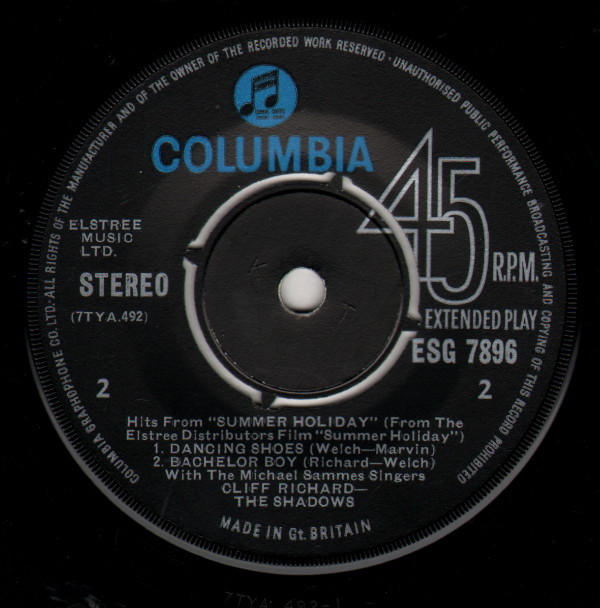 COLUMBIA GRAPHOPHONE CO. LTD. · ALL RIGHTS OF THE MANUFACTURER AND OF THE OWNER OF THE RECORDED WORK RESERVED · UNAUTHORISED PUBLIC PERFORMANCE BROADCASTING AND COPYING OF THIS RECORD PROHIBITED
COLUMBIA
45
R.P.M.
EXTENDED PLAY
ELSTREE
MUSIC
LTD.
STEREO
(7TYA.492)
ESG 7896
K T
2
2
Hits From "SUMMER HOLIDAY" (From The
Elstree Distributors Film "Summer Holiday")
1. DANCING SHOES (Welch—Marvin)
2. BACHELOR BOY (Richard—Welch)
With The Michael Sammes Singers
CLIFF RICHARD—
THE SHADOWS
MADE IN Gt. BRITAIN